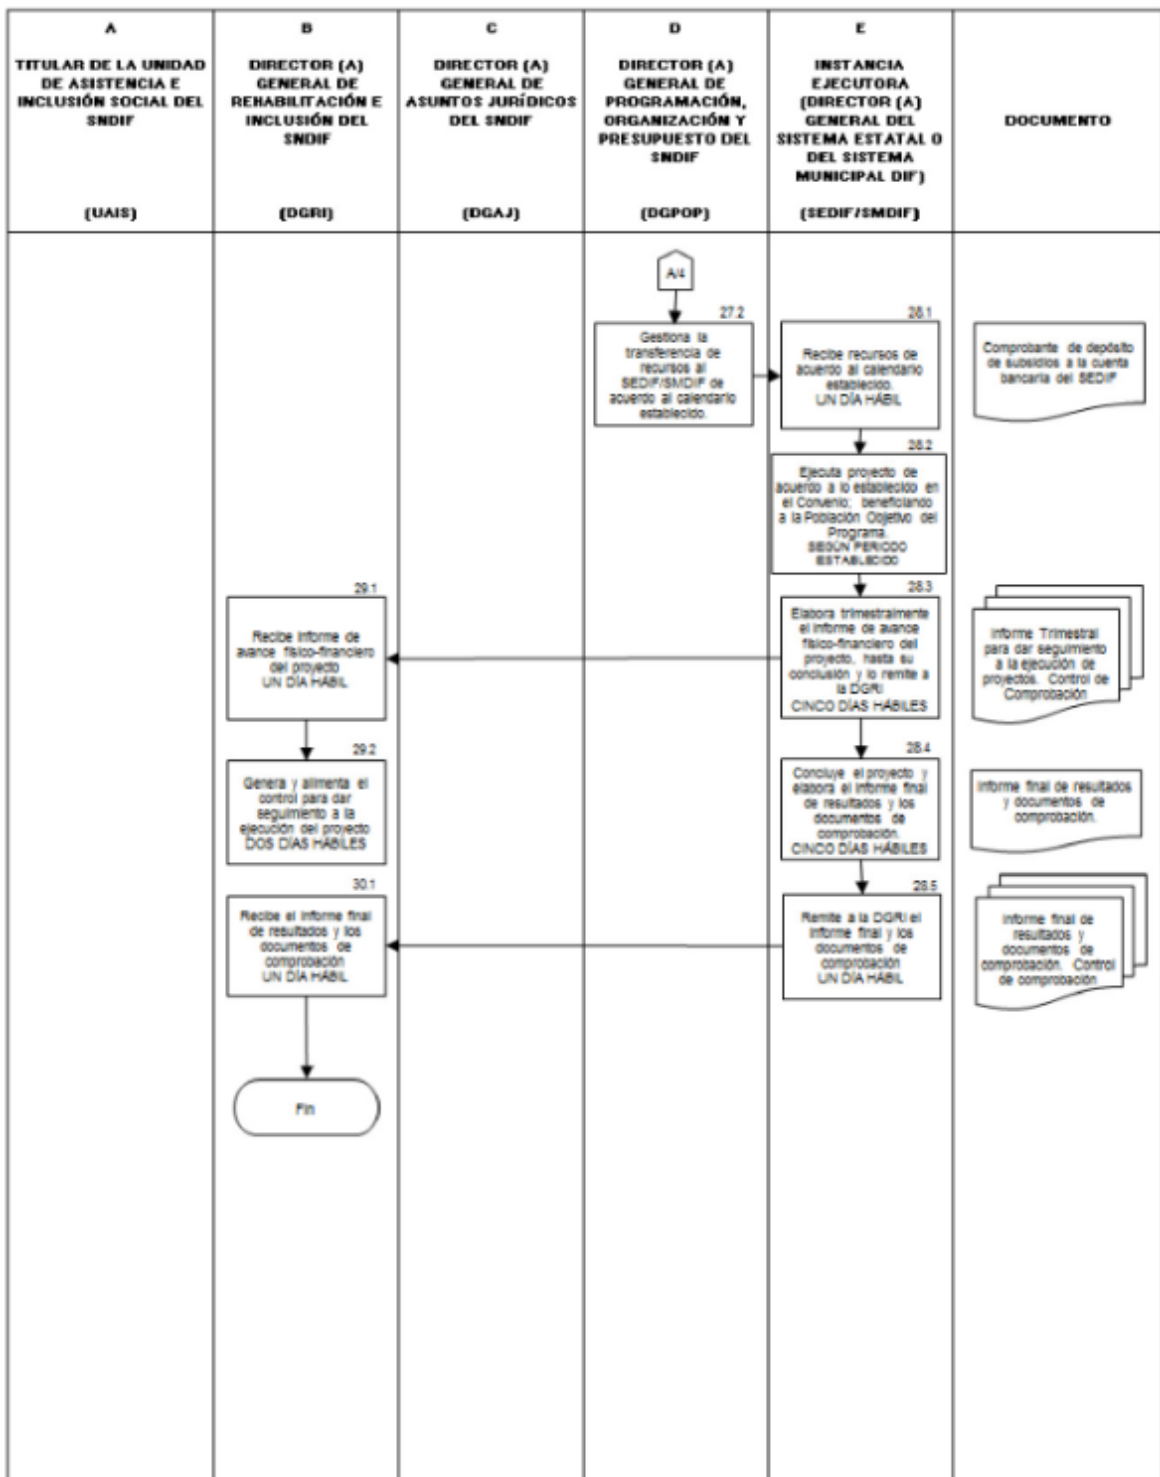 A
TITULAR DE LA UNIDAD
DE ASISTENCIA E
INCLUSIÓN SOCIAL DEL
SNDIF
(UAIS)
B
DIRECTOR (A)
GENERAL DE
REHABILITACIÓN E
INCLUSIÓN DEL
SNDIF
(DGRI)
C
DIRECTOR (A)
GENERAL DE
ASUNTOS JURÍDICOS
DEL SNDIF
(DGAJ)
D
DIRECTOR (A)
GENERAL DE
PROGRAMACIÓN,
ORGANIZACIÓN Y
PRESUPUESTO DEL
SNDIF
(DGPOP)
E
INSTANCIA
EJECUTORA
(DIRECTOR (A)
GENERAL DEL
SISTEMA ESTATAL O
DEL SISTEMA
MUNICIPAL DIF)
(SEDIF/SMDIF)
DOCUMENTO
A/4
27.2
Gestiona la
transferencia de
recursos al
SEDIF/SMDIF de
acuerdo al calendario
establecido.
28.1
Recibe recursos de
acuerdo al calendario
establecido.
UN DÍA HÁBIL
Comprobante de depósito
de subsidios a la cuenta
bancaria del SEDIF
28.2
Ejecuta proyecto de
acuerdo a lo establecido en
el Convenio; beneficiando
a la Población Objetivo del
Programa.
SEGÚN PERIODO
ESTABLECIDO
29.1
Recibe informe de
avance físico-financiero
del proyecto
UN DÍA HÁBIL
28.3
Elabora trimestralmente
el informe de avance
físico-financiero del
proyecto, hasta su
conclusión y lo remite a
la DGRI
CINCO DÍAS HÁBILES
Informe Trimestral
para dar seguimiento
a la ejecución de
proyectos. Control de
Comprobación
29.2
Genera y alimenta el
control para dar
seguimiento a la
ejecución del proyecto
DOS DÍAS HÁBILES
28.4
Concluye el proyecto y
elabora el informe final
de resultados y los
documentos de
comprobación.
CINCO DÍAS HÁBILES
Informe final de resultados
y documentos de
comprobación.
30.1
Recibe el informe final
de resultados y los
documentos de
comprobación
UN DÍA HÁBIL
28.5
Remite a la DGRI el
informe final y los
documentos de
comprobación
UN DÍA HÁBIL
Informe final de
resultados y
documentos de
comprobación. Control
de comprobación
Fin